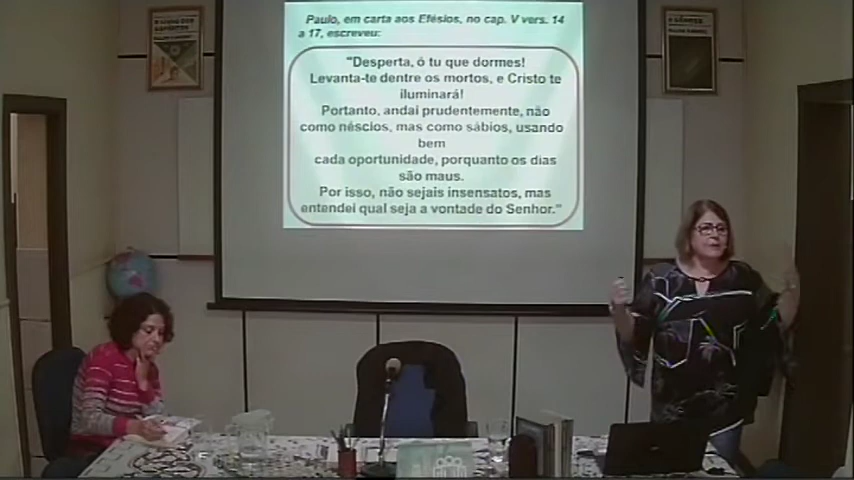 Paulo, em carta aos Efésios, no cap. V vers. 14
a 17, escreveu:
"Desperta, ó tu que dormes!
Levanta-te dentre os mortos, e Cristo te
iluminará!
Portanto, andai prudentemente, não
como néscios, mas como sábios, usando
bem
cada oportunidade, porquanto os dias
são maus.
Por isso, não sejais insensatos, mas
entendei qual seja a vontade do Senhor."